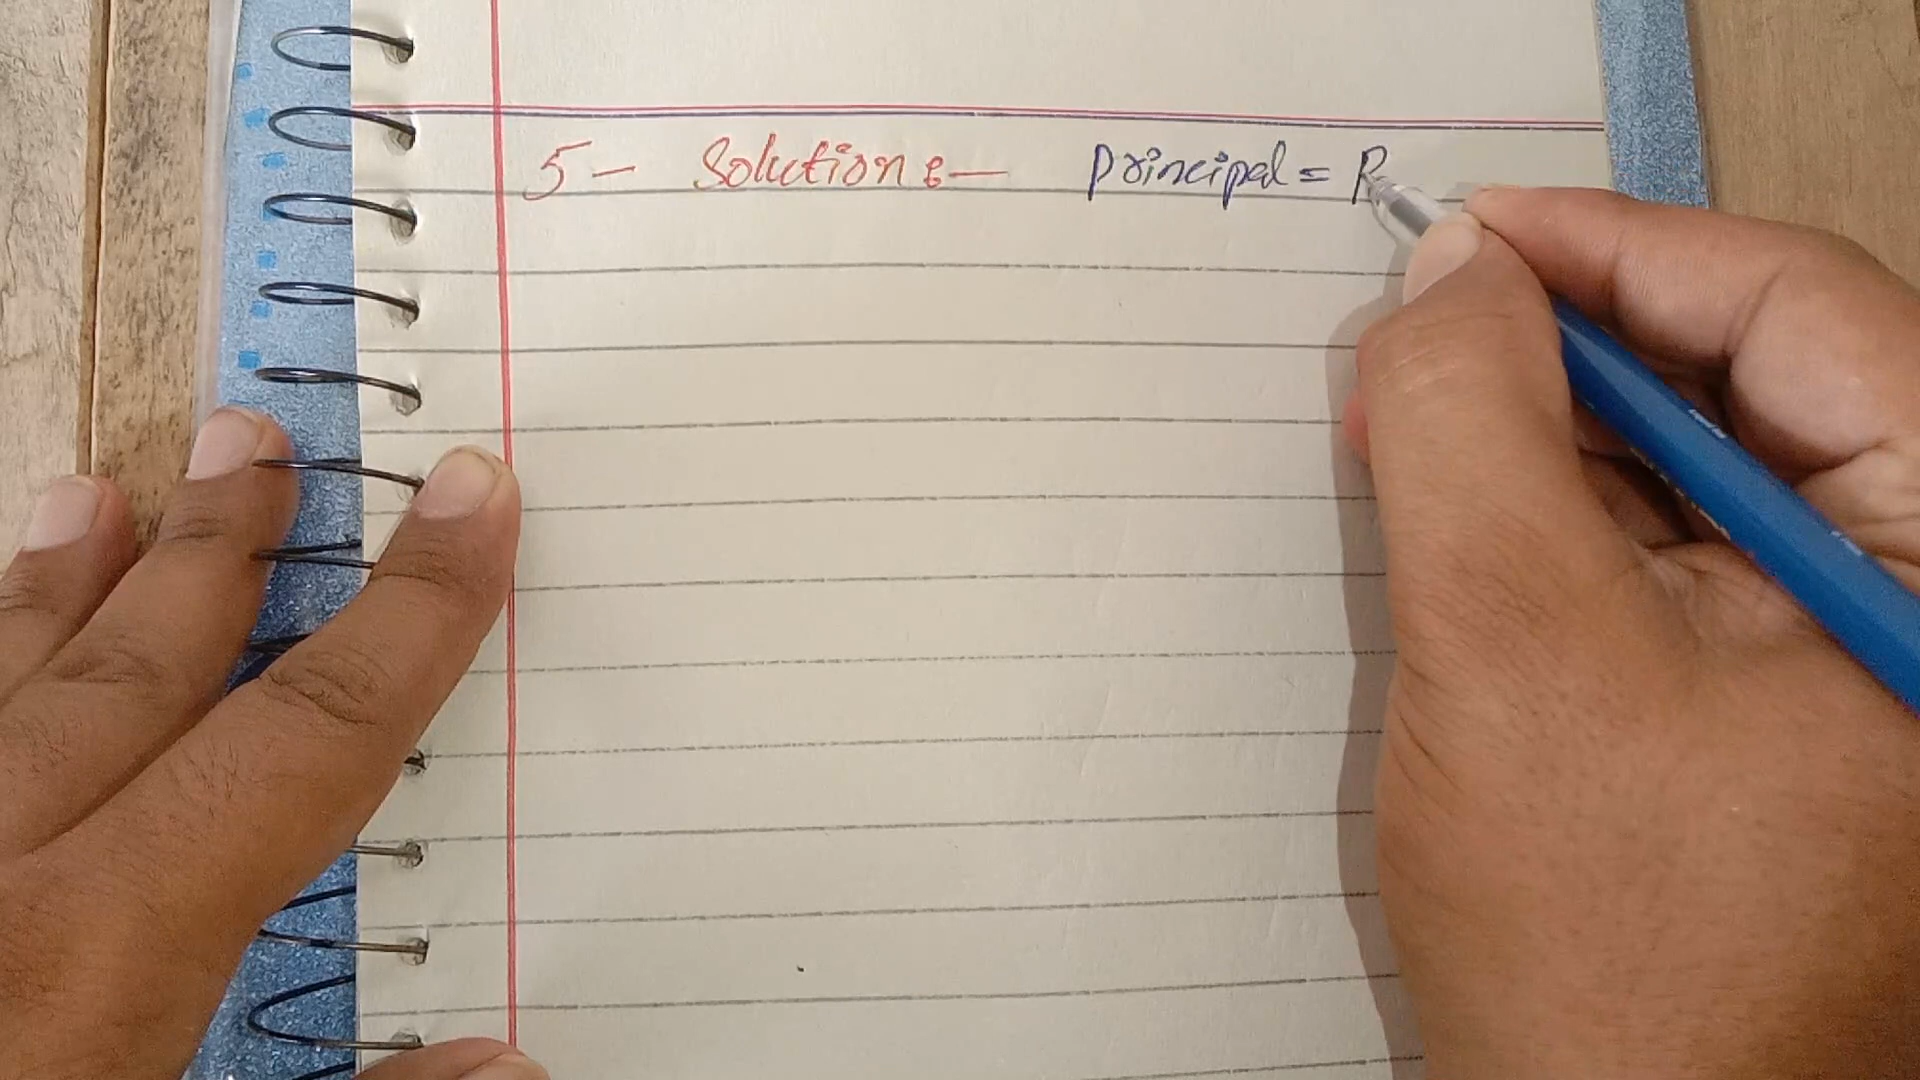 5- Solution :- Principal = R